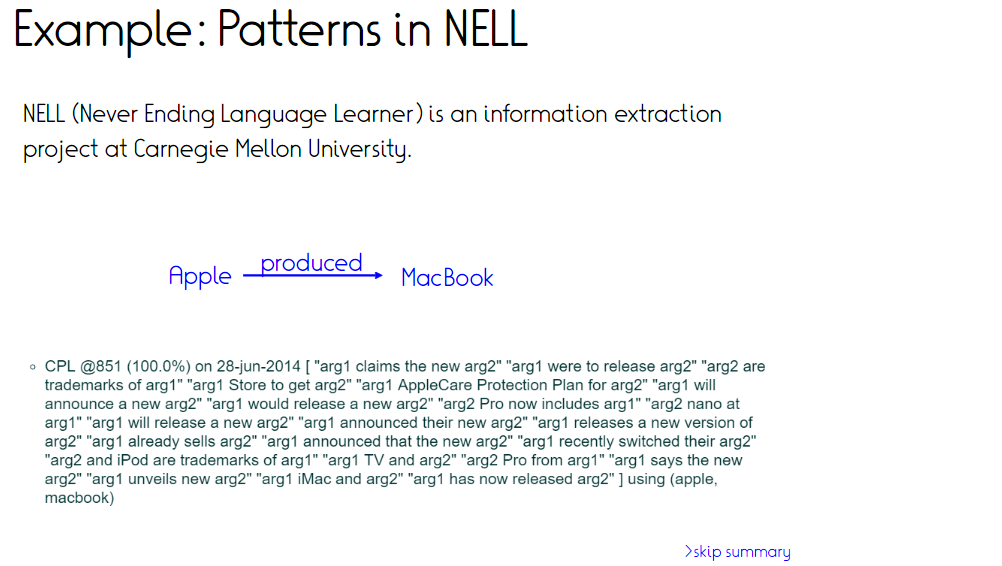 Example: Patterns in NELL
NELL (Never Ending Language Learner) is an information extraction
project at Carnegie Mellon University.
produced
Apple
MacBook
CPL @851 (100.0%) on 28-jun-2014 [ "arg1 claims the new arg2" "arg1 were to release arg2" "arg2 are
trademarks of arg1" "arg1 Store to get arg2" "arg1 AppleCare Protection Plan for arg2" "arg1 will
announce a new arg2" "arg1 would release a new arg2" "arg2 Pro now includes arg1" "arg2 nano at
arg1" "arg1 will release a new arg2" "arg1 announced their new arg2" "arg1 releases a new version of
arg2" "arg1 already sells arg2" "arg1 announced that the new arg2" "arg1 recently switched their arg2"
"arg2 and iPod are trademarks of arg1" "arg1 TV and arg2" "arg2 Pro from arg1" "arg1 says the new
arg2" "arg1 unveils new arg2" "arg1 iMac and arg2" "arg1 has now released arg2" ] using (apple,
macbook)
>skip summary